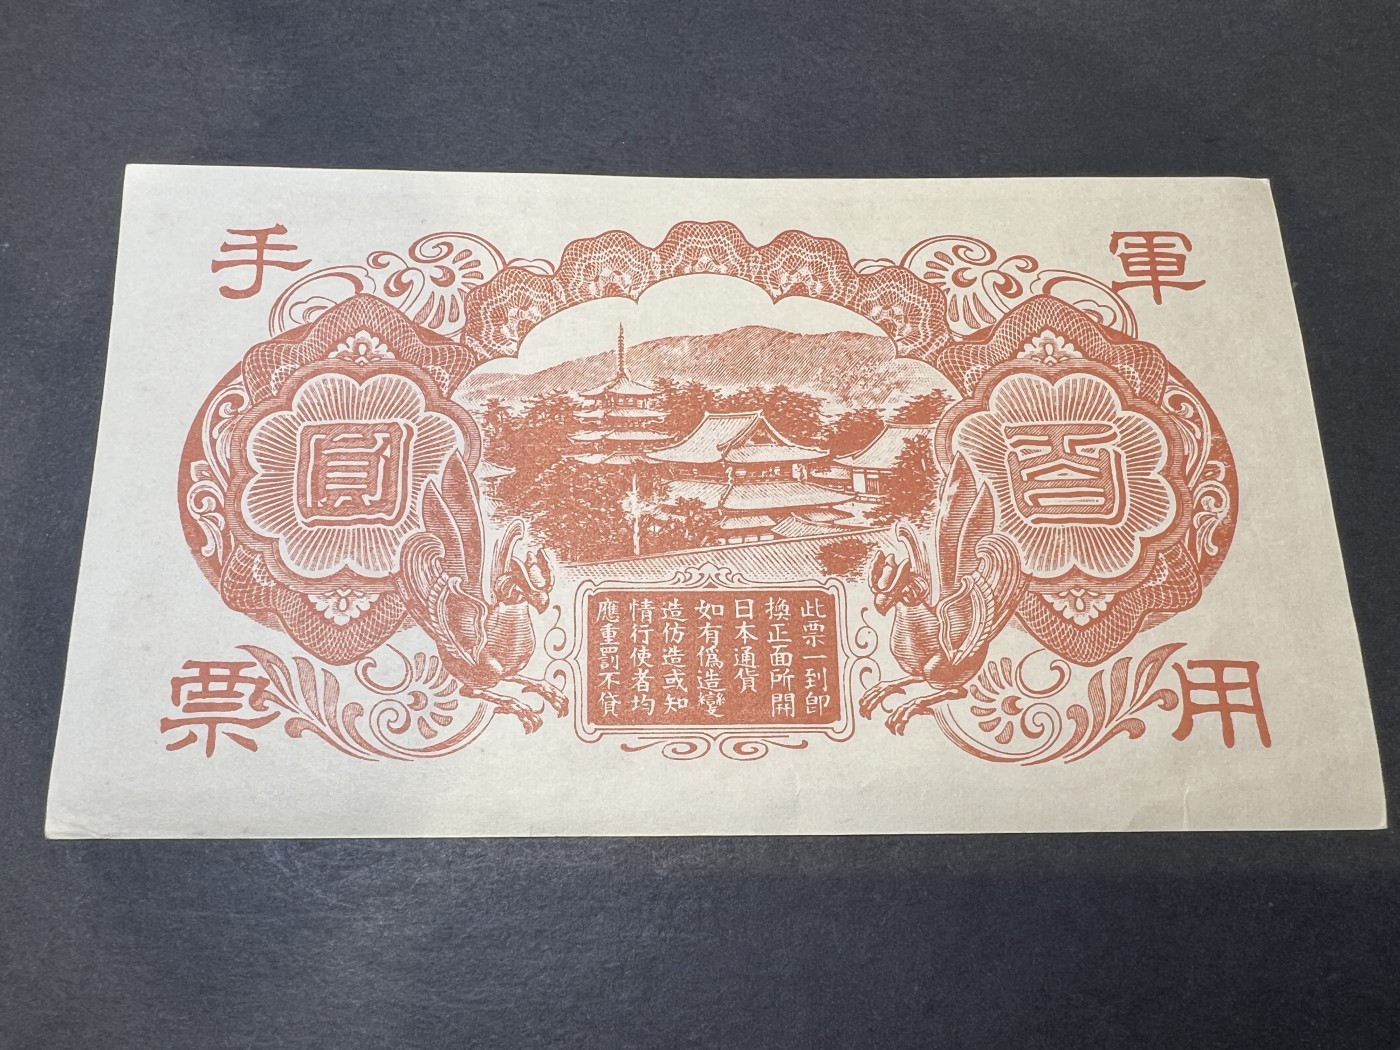 軍用
手票
百
圓
此票一到卽
換正面所開
日本通貨
如有僞造變
造仿造或知
情行使者均
應重罰不貸